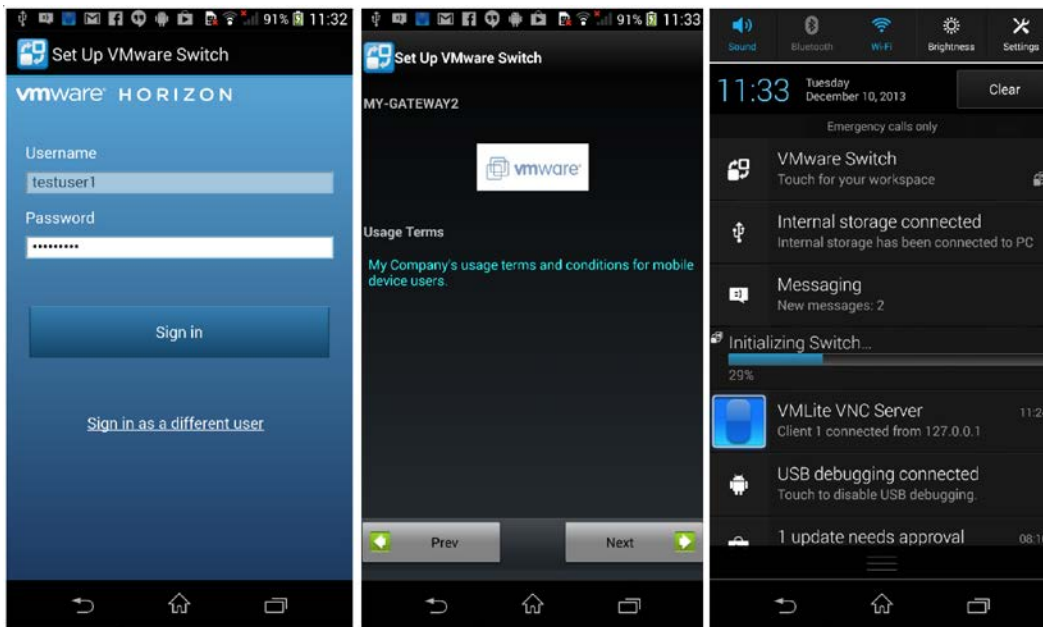 91% 11:32
Set Up VMware Switch
vmware® HORIZON
Username
testuser1
Password
•••••••••
Sign in
Sign in as a different user
91% 11:33
Set Up VMware Switch
MY-GATEWAY2
vmware®
Usage Terms
My Company's usage terms and conditions for mobile
device users.
Prev
Next
Sound
Bluetooth
Wi-Fi
Brightness
Settings
11:33
Tuesday
December 10, 2013
Clear
Emergency calls only
VMware Switch
Touch for your workspace
Internal storage connected
Internal storage has been connected to PC
Messaging
New messages: 2
Initializing Switch...
29%
VMLite VNC Server
11:2
Client 1 connected from 127.0.0.1
USB debugging connected
Touch to disable USB debugging.
1 update needs approval
08:1